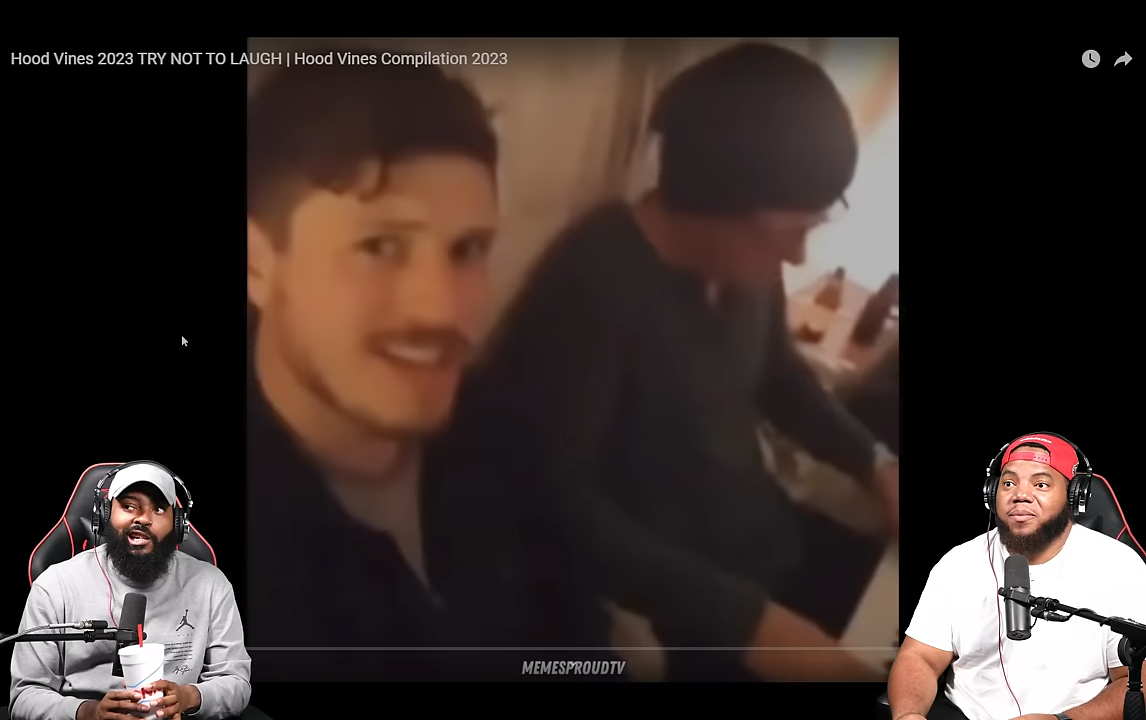 Hood Vines 2023 TRY NOT TO LAUGH | Hood Vines Compilation 2023
MEMESPROUDTV